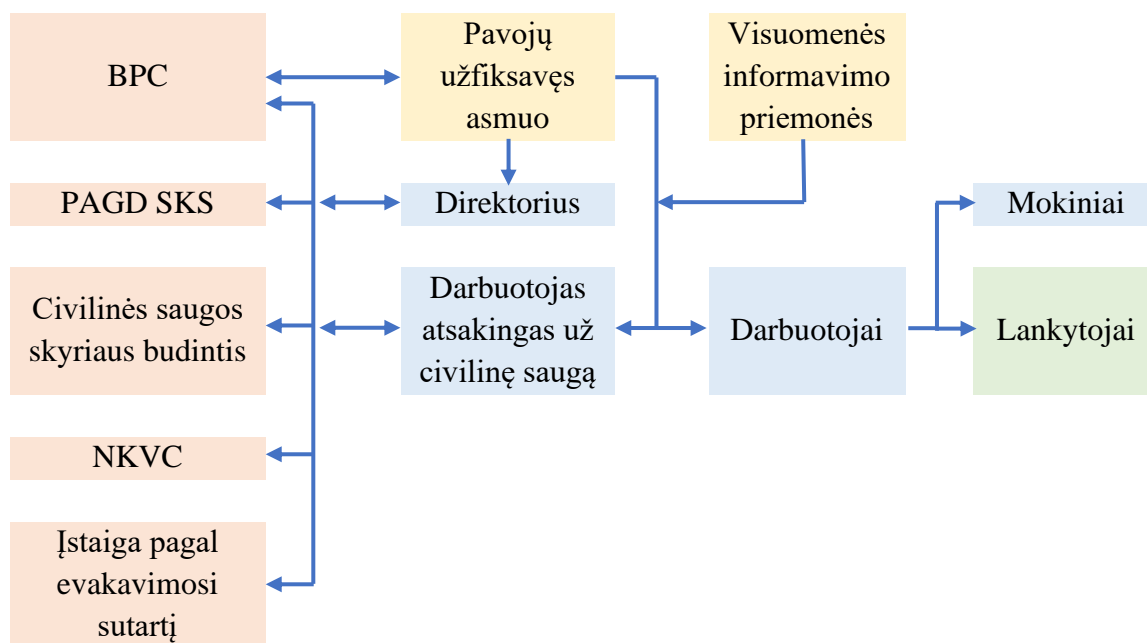 BPC
Pavojų
užfiksavęs
asmuo
Visuomenės
informavimo
priemonės
PAGD SKS
Direktorius
Mokiniai
Civilinės saugos
skyriaus budintis
Darbuotojas
atsakingas už
civilinę saugą
Darbuotojai
Lankytojai
NKVC
Įstaiga pagal
evakavimosi
sutartį